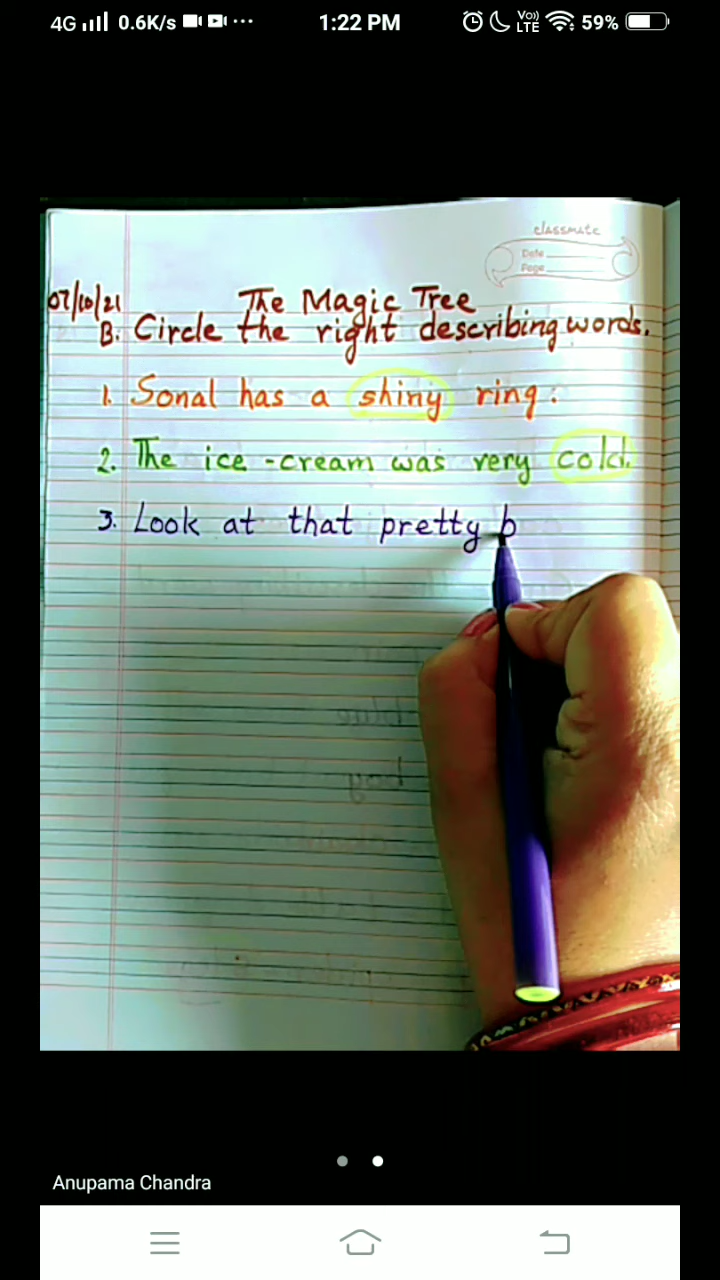 4G 0.6K/s ... 1:22 PM Vo) LTE 59%
classmate
Date
Page
07/10/21 The Magic Tree
B. Circle the right describing words.
1. Sonal has a shiny ring.
2. The ice-cream was very cold.
3. Look at that pretty b
Anupama Chandra